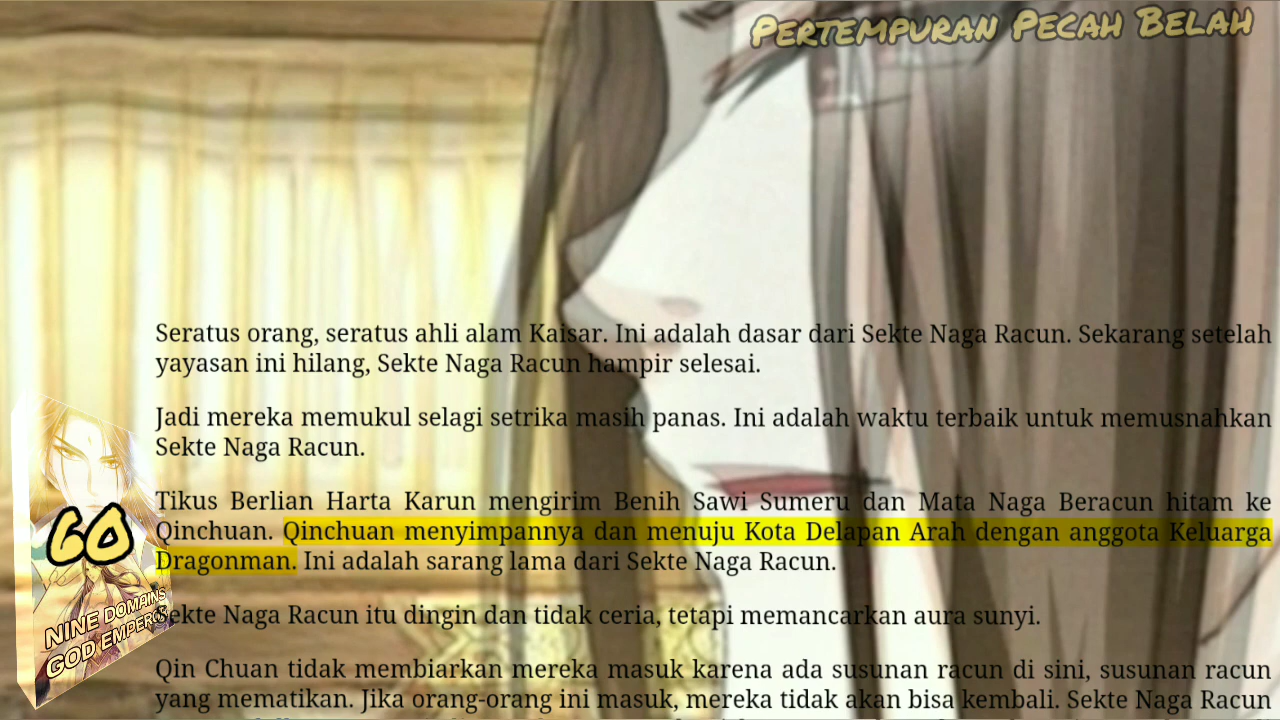 Pertempuran Pecah Belah
Seratus orang, seratus ahli alam Kaisar. Ini adalah dasar dari Sekte Naga Racun. Sekarang setelah
yayasan ini hilang, Sekte Naga Racun hampir selesai.
Jadi mereka memukul selagi setrika masih panas. Ini adalah waktu terbaik untuk memusnahkan
Sekte Naga Racun.
Tikus Berlian Harta Karun mengirim Benih Sawi Sumeru dan Mata Naga Beracun hitam ke
Qinchuan. Qinchuan menyimpannya dan menuju Kota Delapan Arah dengan anggota Keluarga
Dragonman. Ini adalah sarang lama dari Sekte Naga Racun.
Sekte Naga Racun itu dingin dan tidak ceria, tetapi memancarkan aura sunyi.
Qin Chuan tidak membiarkan mereka masuk karena ada susunan racun di sini, susunan racun
yang mematikan. Jika orang-orang ini masuk, mereka tidak akan bisa kembali. Sekte Naga Racun
60
NINE DOMAINS
GOD EMPEROR